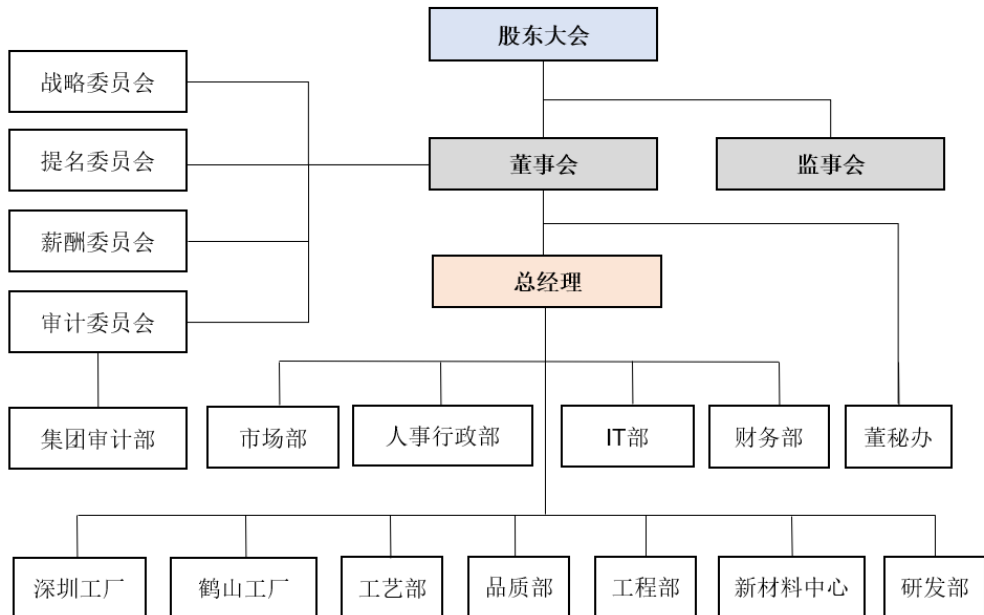 股东大会
战略委员会
提名委员会
董事会
监事会
薪酬委员会
总经理
审计委员会
集团审计部
市场部
人事行政部
IT部
财务部
董秘办
深圳工厂
鹤山工厂
工艺部
品质部
工程部
新材料中心
研发部